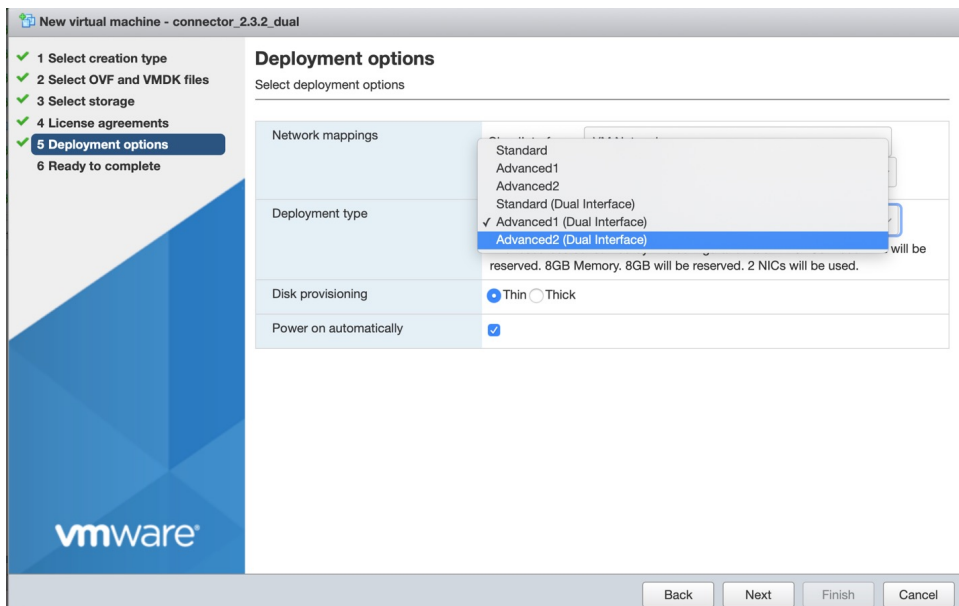 New virtual machine - connector_2.3.2_dual
1 Select creation type
2 Select OVF and VMDK files
3 Select storage
4 License agreements
5 Deployment options
6 Ready to complete
vmware®
Deployment options
Select deployment options
Network mappings
Standard
Advanced1
Advanced2
Standard (Dual Interface)
✓ Advanced1 (Dual Interface)
Advanced2 (Dual Interface)
Deployment type
will be
reserved. 8GB Memory. 8GB will be reserved. 2 NICs will be used.
Disk provisioning
Thin Thick
Power on automatically
Back Next Finish Cancel